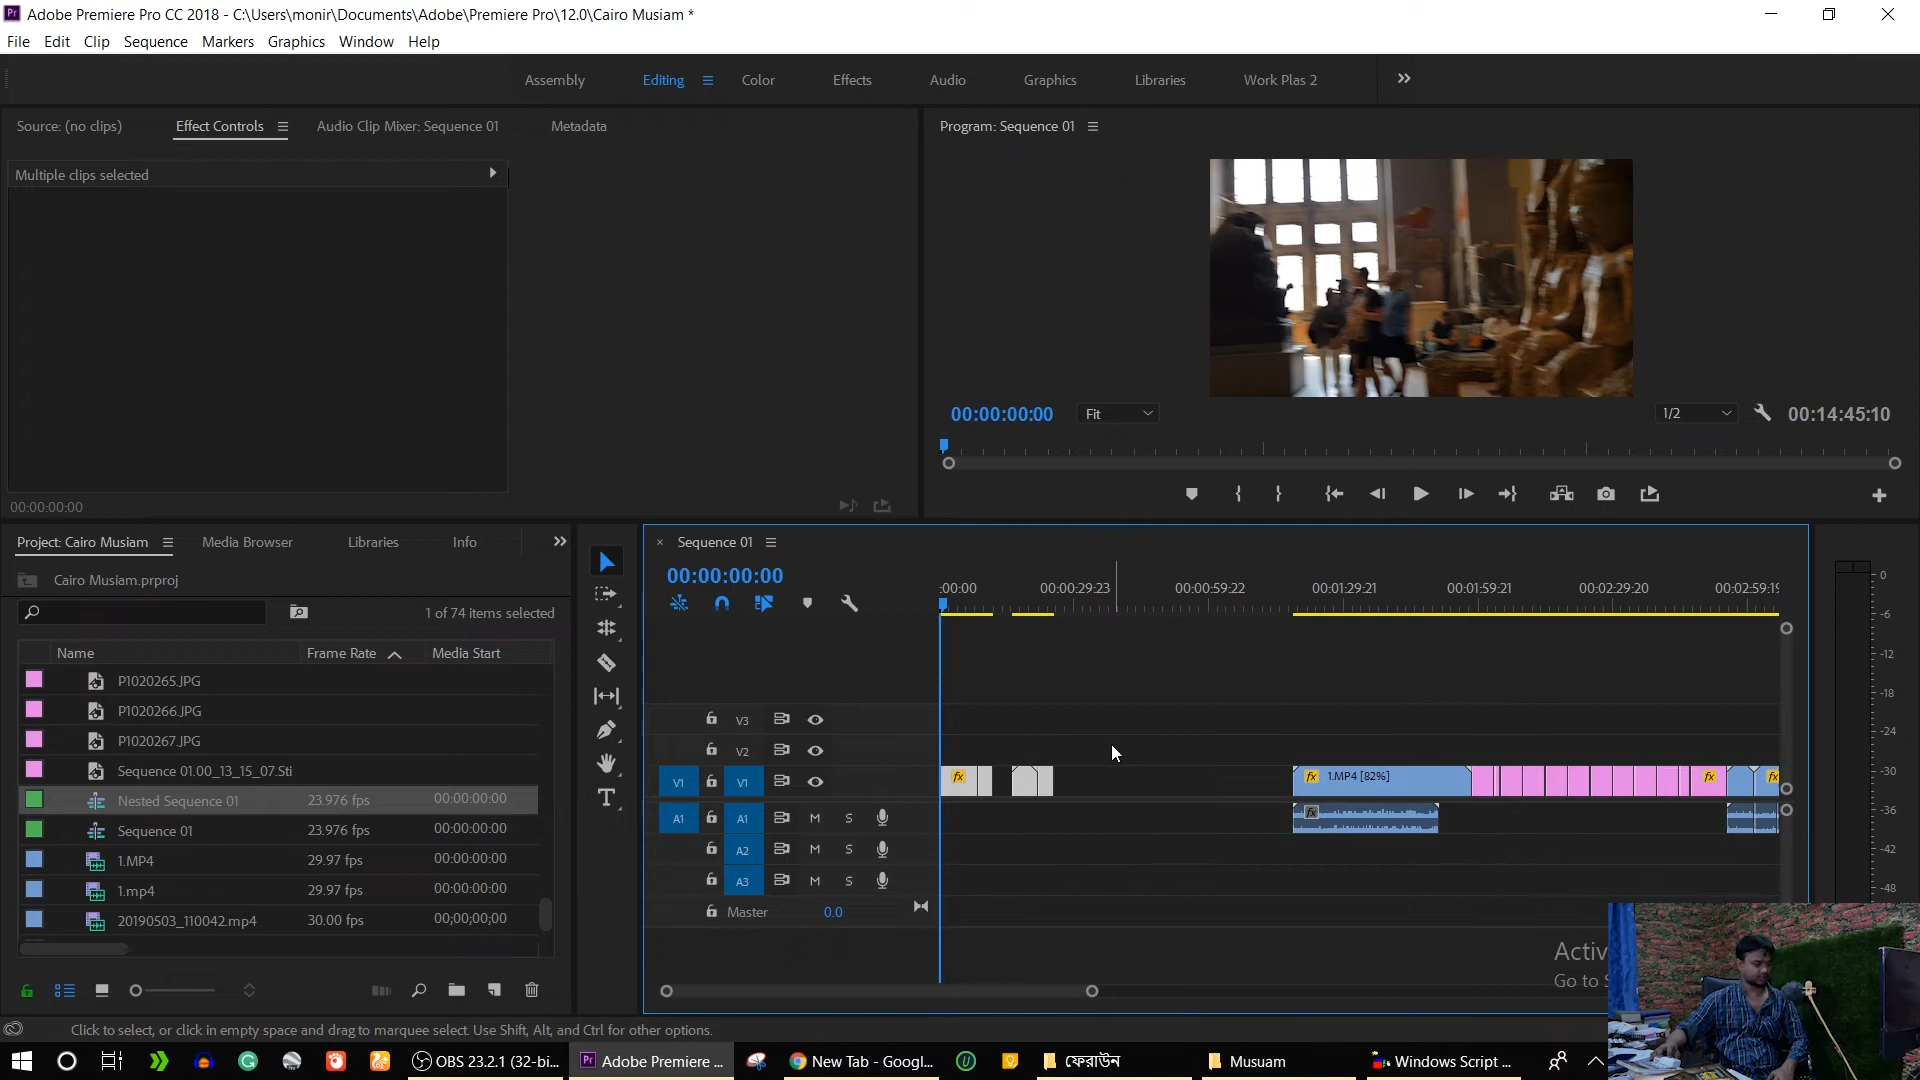 Adobe Premiere Pro CC 2018 - C:\Users\monir\Documents\Adobe\Premiere Pro\12.0\Cairo Musiam *
File Edit Clip Sequence Markers Graphics Window Help
Assembly Editing Color Effects Audio Graphics Libraries Work Plas 2
Source: (no clips) Effect Controls Audio Clip Mixer: Sequence 01 Metadata
Program: Sequence 01
Multiple clips selected
00:00:00:00 Fit 1/2 00:14:45:10
00:00:00:00
Project: Cairo Musiam Media Browser Libraries Info
Cairo Musiam.prproj
1 of 74 items selected
Name Frame Rate Media Start
P1020265.JPG
P1020266.JPG
P1020267.JPG
Sequence 01.00_13_15_07.Sti
Nested Sequence 01 23.976 fps 00:00:00:00
Sequence 01 23.976 fps 00:00:00:00
1.MP4 29.97 fps 00:00:00:00
1.mp4 29.97 fps 00:00:00:00
20190503_110042.mp4 30.00 fps 00;00;00;00
Sequence 01
00:00:00:00
:00:00 00:00:29:23 00:00:59:22 00:01:29:21 00:01:59:21 00:02:29:20 00:02:59:19
V3
V2
V1 V1 fx fx 1.MP4 [82%] fx fx
A1 A1 M S fx
A2 M S
A3 M S
Master 0.0
0
-6
-12
-18
-24
-30
-36
-42
-48
Activ
Go to S
Click to select, or click in empty space and drag to marquee select. Use Shift, Alt, and Ctrl for other options.
OBS 23.2.1 (32-bi... Adobe Premiere ... New Tab - Googl... ফেরাউন Musuam Windows Script ...